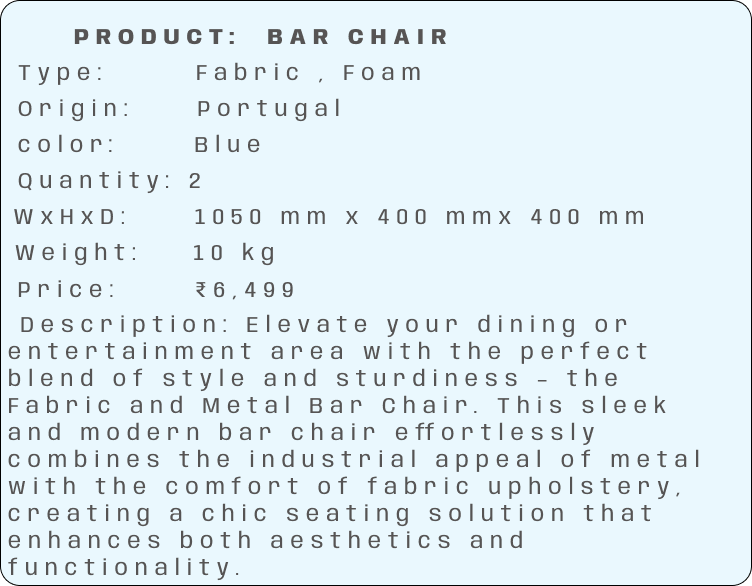 PRODUCT: BAR CHAIR
Type: Fabric , Foam
Origin: Portugal
color: Blue
Quantity: 2
WxHxD: 1050 mm x 400 mmx 400 mm
Weight: 10 kg
Price: ₹6,499
Description: Elevate your dining or
entertainment area with the perfect
blend of style and sturdiness – the
Fabric and Metal Bar Chair. This sleek
and modern bar chair effortlessly
combines the industrial appeal of metal
with the comfort of fabric upholstery,
creating a chic seating solution that
enhances both aesthetics and
functionality.